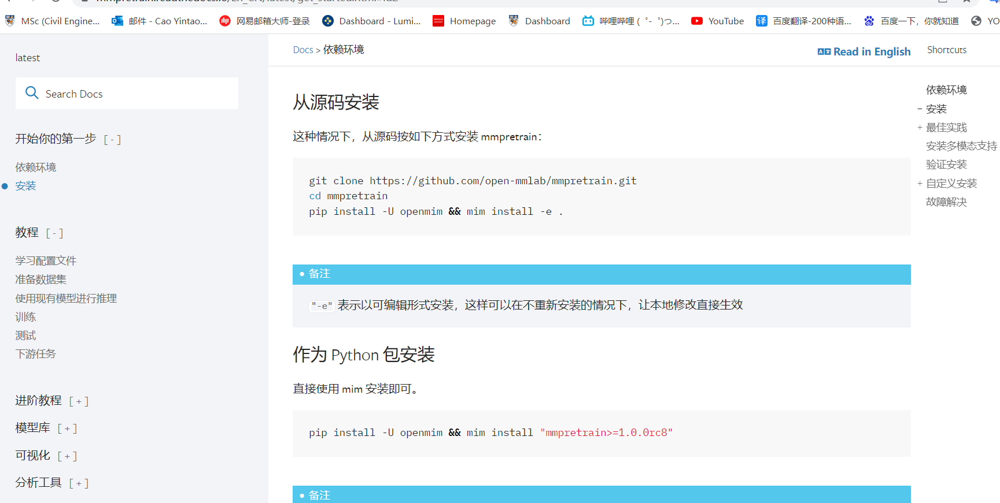 MSc (Civil Engine...
邮件 - Cao Yintao...
网易邮箱大师-登录
Dashboard - Lumi...
Homepage
Dashboard
哔哩哔哩 ( ゜- ゜)つ...
YouTube
译 百度翻译-200种语...
百度一下，你就知道
YO
latest
Search Docs
开始你的第一步 [ - ]
依赖环境
安装
教程 [ - ]
学习配置文件
准备数据集
使用现有模型进行推理
训练
测试
下游任务
进阶教程 [ + ]
模型库 [ + ]
可视化 [ + ]
分析工具 [ + ]
Docs > 依赖环境
Read in English
Shortcuts
从源码安装
这种情况下，从源码按如下方式安装 mmpretrain：
git clone https://github.com/open-mmlab/mmpretrain.git
cd mmpretrain
pip install -U openmim && mim install -e .
备注
"-e" 表示以可编辑形式安装，这样可以在不重新安装的情况下，让本地修改直接生效
作为 Python 包安装
直接使用 mim 安装即可。
pip install -U openmim && mim install "mmpretrain>=1.0.0rc8"
备注
依赖环境
- 安装
+ 最佳实践
安装多模态支持
验证安装
+ 自定义安装
故障解决